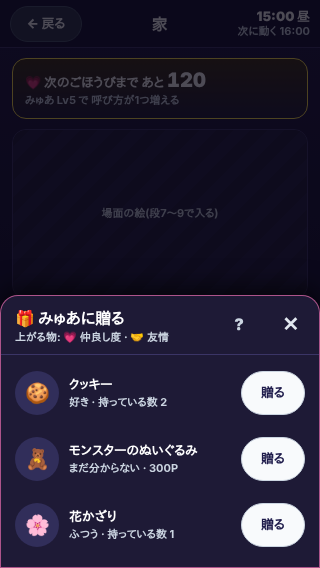 ← 戻る
家
15:00 昼
次に動く 16:00
次のごほうびまで あと 120
みゅあ Lv5 で 呼び方が1つ増える
場面の絵(段7〜9で入る)
みゅあに贈る
?
✕
上がる物: 💗 仲良し度 · 🤝 友情
クッキー
好き · 持っている数 2
贈る
モンスターのぬいぐるみ
まだ分からない · 300P
贈る
花かざり
ふつう · 持っている数 1
贈る